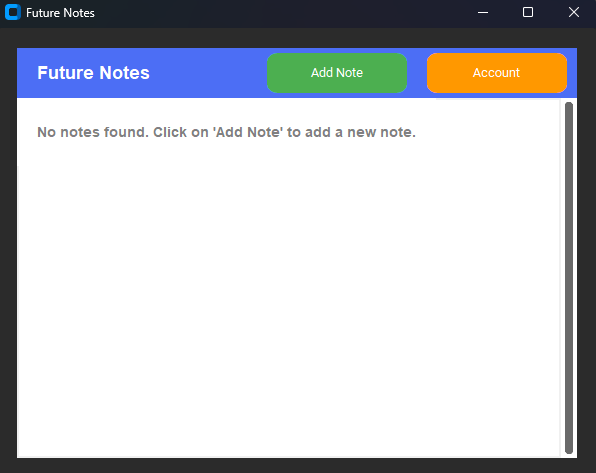 Future Notes
Future Notes
Add Note
Account
No notes found. Click on 'Add Note' to add a new note.